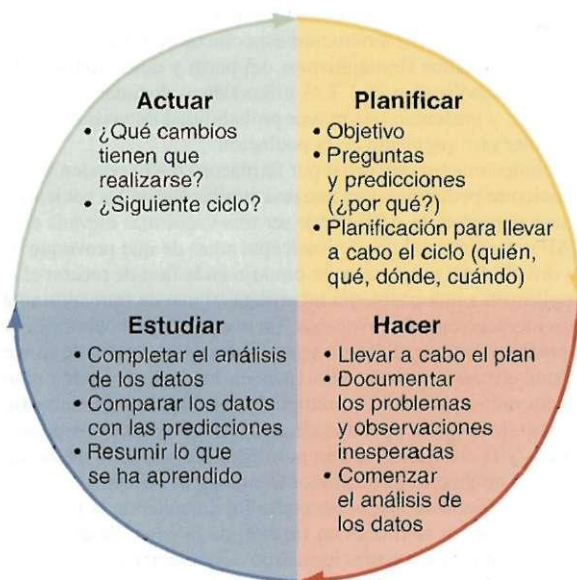 Actuar
• ¿Qué cambios
tienen que
realizarse?
• ¿Siguiente ciclo?
Planificar
• Objetivo
• Preguntas
y predicciones
(¿por qué?)
• Planificación para llevar
a cabo el ciclo (quién,
qué, dónde, cuándo)
Estudiar
• Completar el análisis
de los datos
• Comparar los datos
con las predicciones
• Resumir lo que
se ha aprendido
Hacer
• Llevar a cabo el plan
• Documentar
los problemas
y observaciones
inesperadas
• Comenzar
el análisis de
los datos